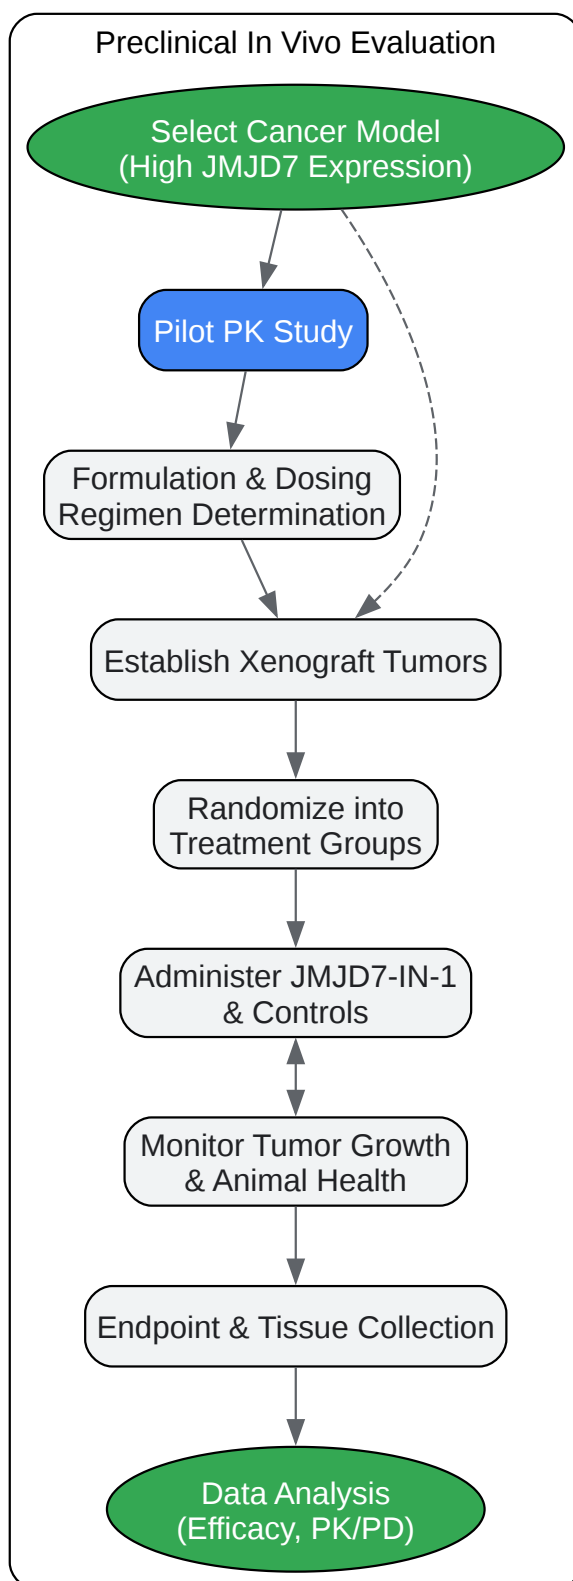 Preclinical In Vivo Evaluation
Select Cancer Model
(High JMJD7 Expression)
Pilot PK Study
Formulation & Dosing
Regimen Determination
Establish Xenograft Tumors
Randomize into
Treatment Groups
Administer JMJD7-IN-1
& Controls
Monitor Tumor Growth
& Animal Health
Endpoint & Tissue Collection
Data Analysis
(Efficacy, PK/PD)